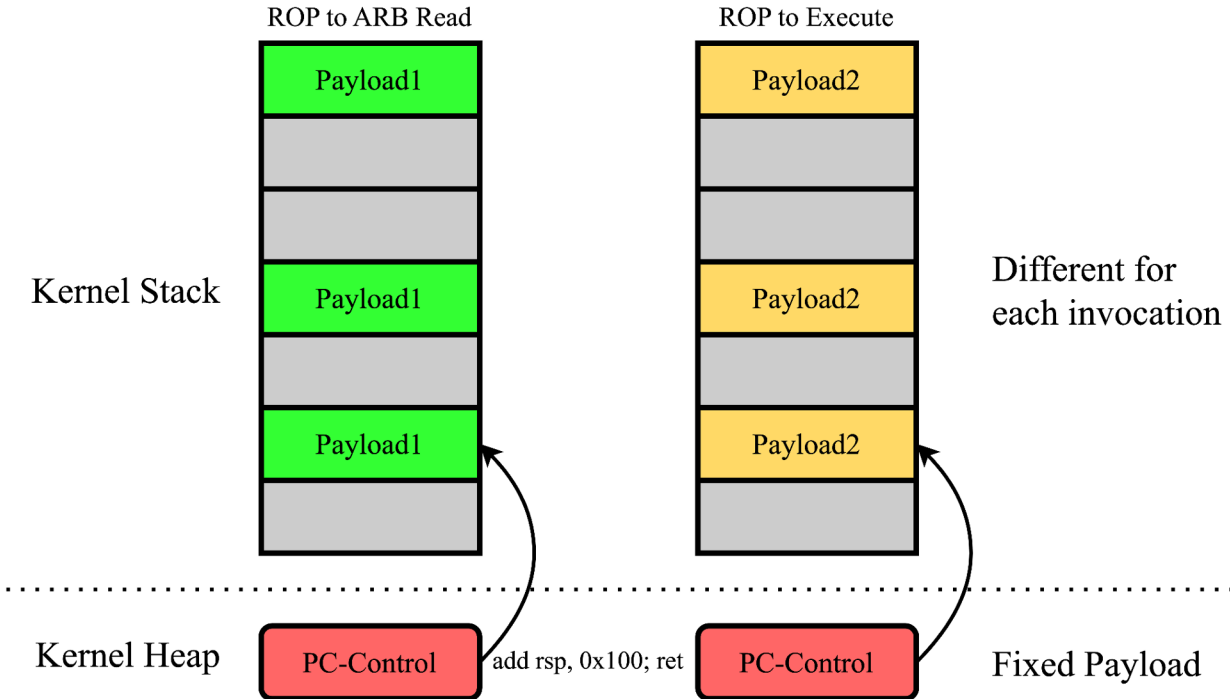 ROP to ARB Read
ROP to Execute
Payload1
Payload2
Kernel Stack
Payload1
Payload2
Different for
each invocation
Payload1
Payload2
Kernel Heap
PC-Control
add rsp, 0x100; ret
PC-Control
Fixed Payload